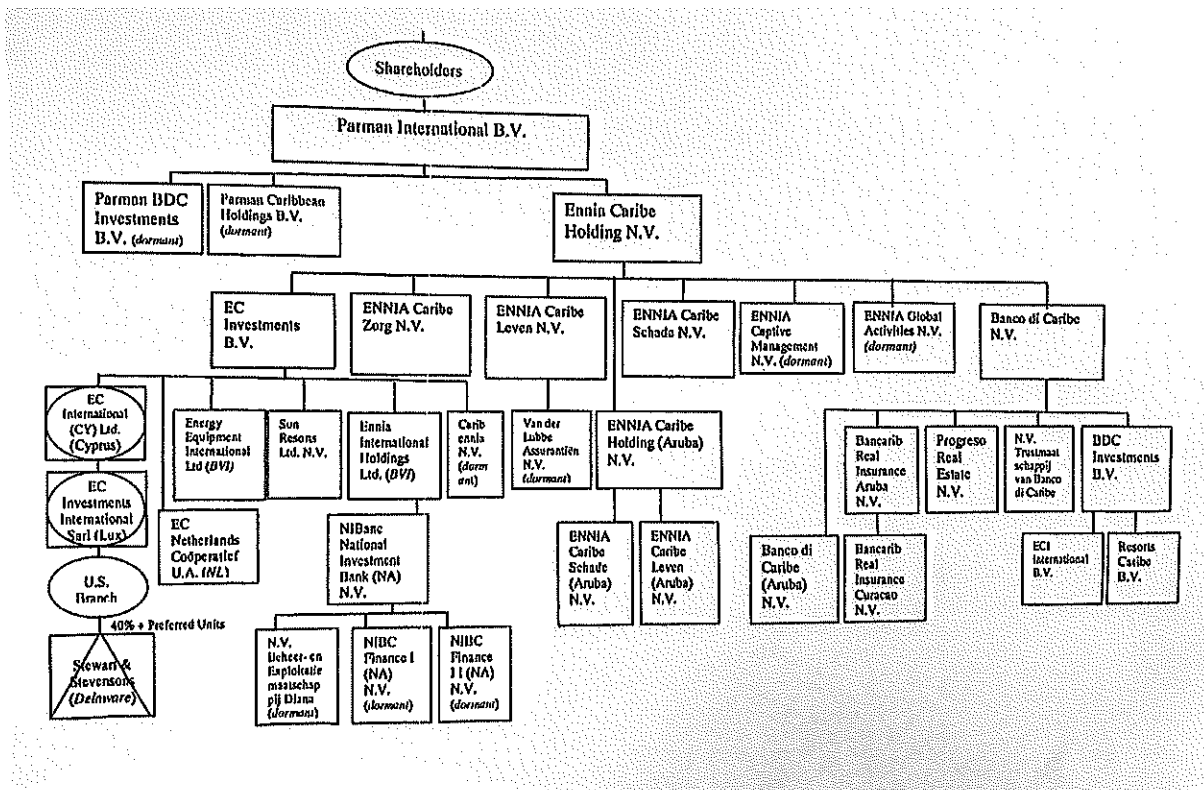 Shareholders
Parman International B.V.
Parman BDC
Investments
B.V. (dormant)
Parman Caribbean
Holdings B.V.
(dormant)
Ennia Caribe
Holding N.V.
EC
Investments
B.V.
ENNIA Caribe
Zorg N.V.
ENNIA Caribe
Leven N.V.
ENNIA Caribe
Schade N.V.
ENNIA
Captive
Management
N.V. (dormant)
ENNIA Global
Activities N.V.
(dormant)
Banco di Caribe
N.V.
EC
International
(CY) Ltd.
(Cyprus)
Energy
Equipment
International
Ltd (BVI)
Sun
Resorts
Ltd. N.V.
Ennia
International
Holdings
Ltd. (BVI)
Carib
ennia
N.V.
(dorm
ant)
Van der
Lubbe
Assurantiën
N.V.
(dormant)
ENNIA Caribe
Holding (Aruba)
N.V.
Bancarib
Real
Insurance
Aruba
N.V.
Progreso
Real
Estate
N.V.
N.V.
Trustmaat
schappij
van Banco
di Caribe
BDC
Investments
B.V.
EC
Investments
International
Sarl (Lux)
EC
Netherlands
Coöperatief
U.A. (NL)
NIBanc
National
Investment
Bank (NA)
N.V.
ENNIA
Caribe
Schade
(Aruba)
N.V.
ENNIA
Caribe
Leven
(Aruba)
N.V.
Banco di
Caribe
(Aruba)
N.V.
Bancarib
Real
Insurance
Curacao
N.V.
ECI
International
B.V.
Resorts
Caribe
B.V.
U.S.
Branch
40% + Preferred Units
Stewart &
Stevensons
(Delaware)
N.V.
Beheer- en
Exploitatie
maatschap
pij Diana
(dormant)
NIBC
Finance I
(NA)
N.V.
(dormant)
NIBC
Finance
II (NA)
N.V.
(dormant)